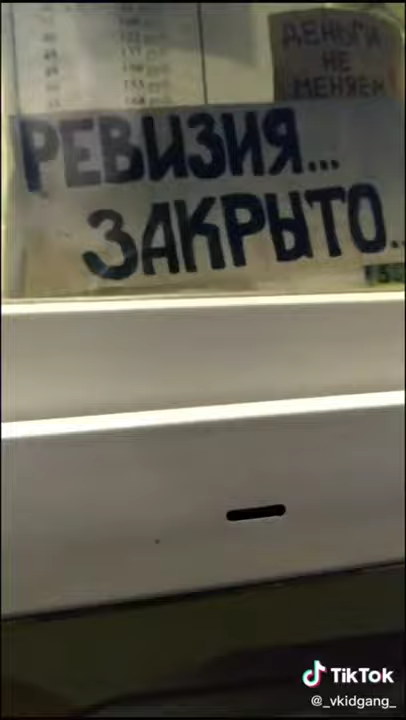 ДЕНЬГИ
НЕ
МЕНЯЕМ
РЕВИЗИЯ...
ЗАКРЫТО..
TikTok
@_vkidgang_